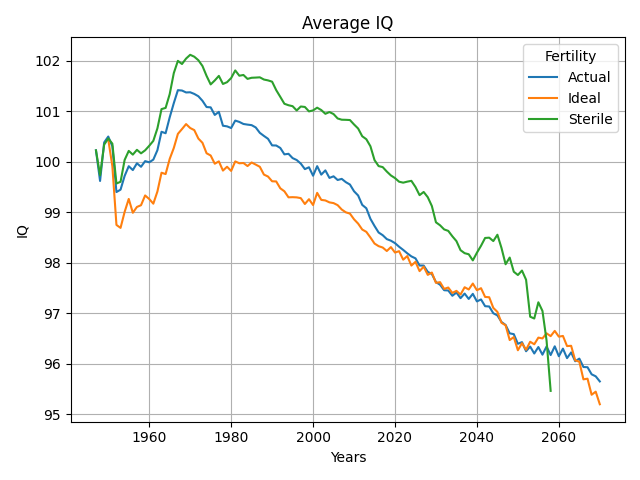 Average IQ
Fertility
Actual
Ideal
Sterile
IQ
102
101
100
99
98
97
96
95
1960 1980 2000 2020 2040 2060
Years